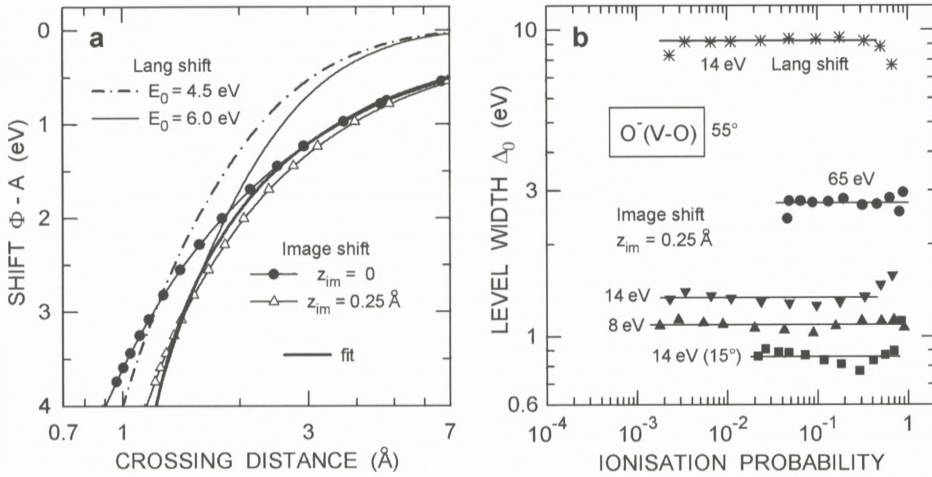 a
Lang shift
E₀ = 4.5 eV
E₀ = 6.0 eV
Image shift
z_im = 0
z_im = 0.25 Å
fit
SHIFT Φ - A (eV)
0
1
2
3
4
0.7
1
3
7
CROSSING DISTANCE (Å)
b
14 eV
Lang shift
O⁻(V-O)
55°
65 eV
Image shift
z_im = 0.25 Å
14 eV
8 eV
14 eV (15°)
LEVEL WIDTH Δ₀ (eV)
10
3
1
0.6
10⁻⁴
10⁻³
10⁻²
10⁻¹
1
IONISATION PROBABILITY